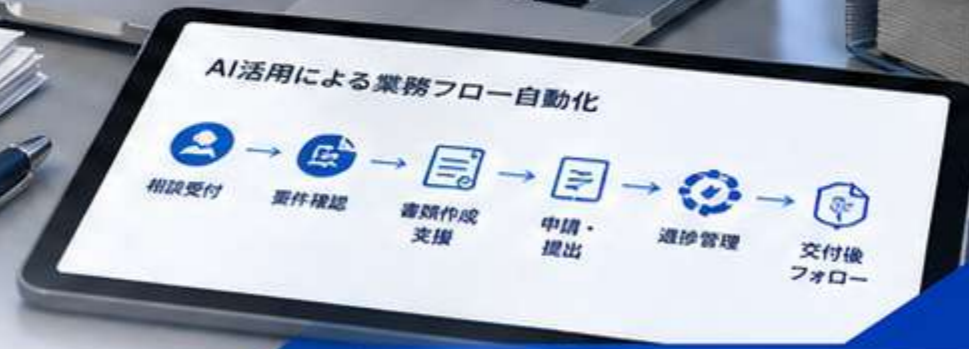 AI活用による業務フロー自動化
相談受付
要件確認
書類作成
支援
申請・
提出
進捗管理
交付後
フォロー